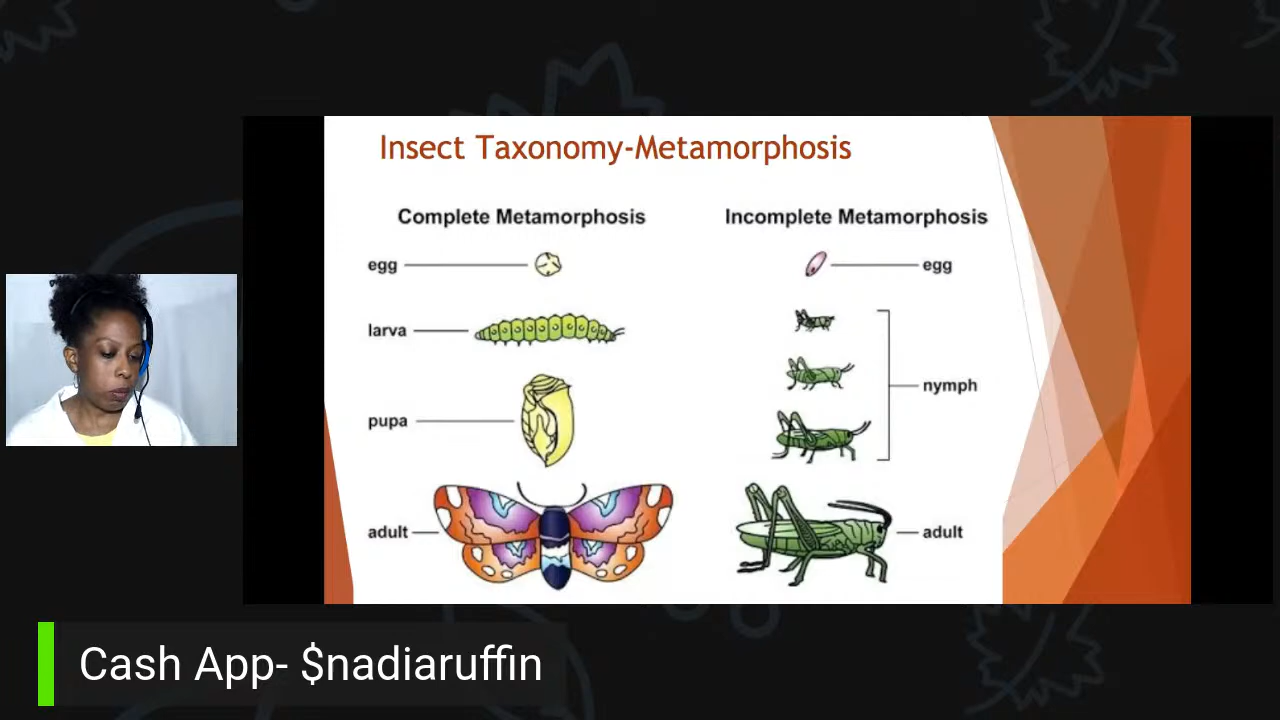 Insect Taxonomy-Metamorphosis
Complete Metamorphosis
egg
larva
pupa
adult
Incomplete Metamorphosis
egg
nymph
adult
Cash App- $nadiaruffin